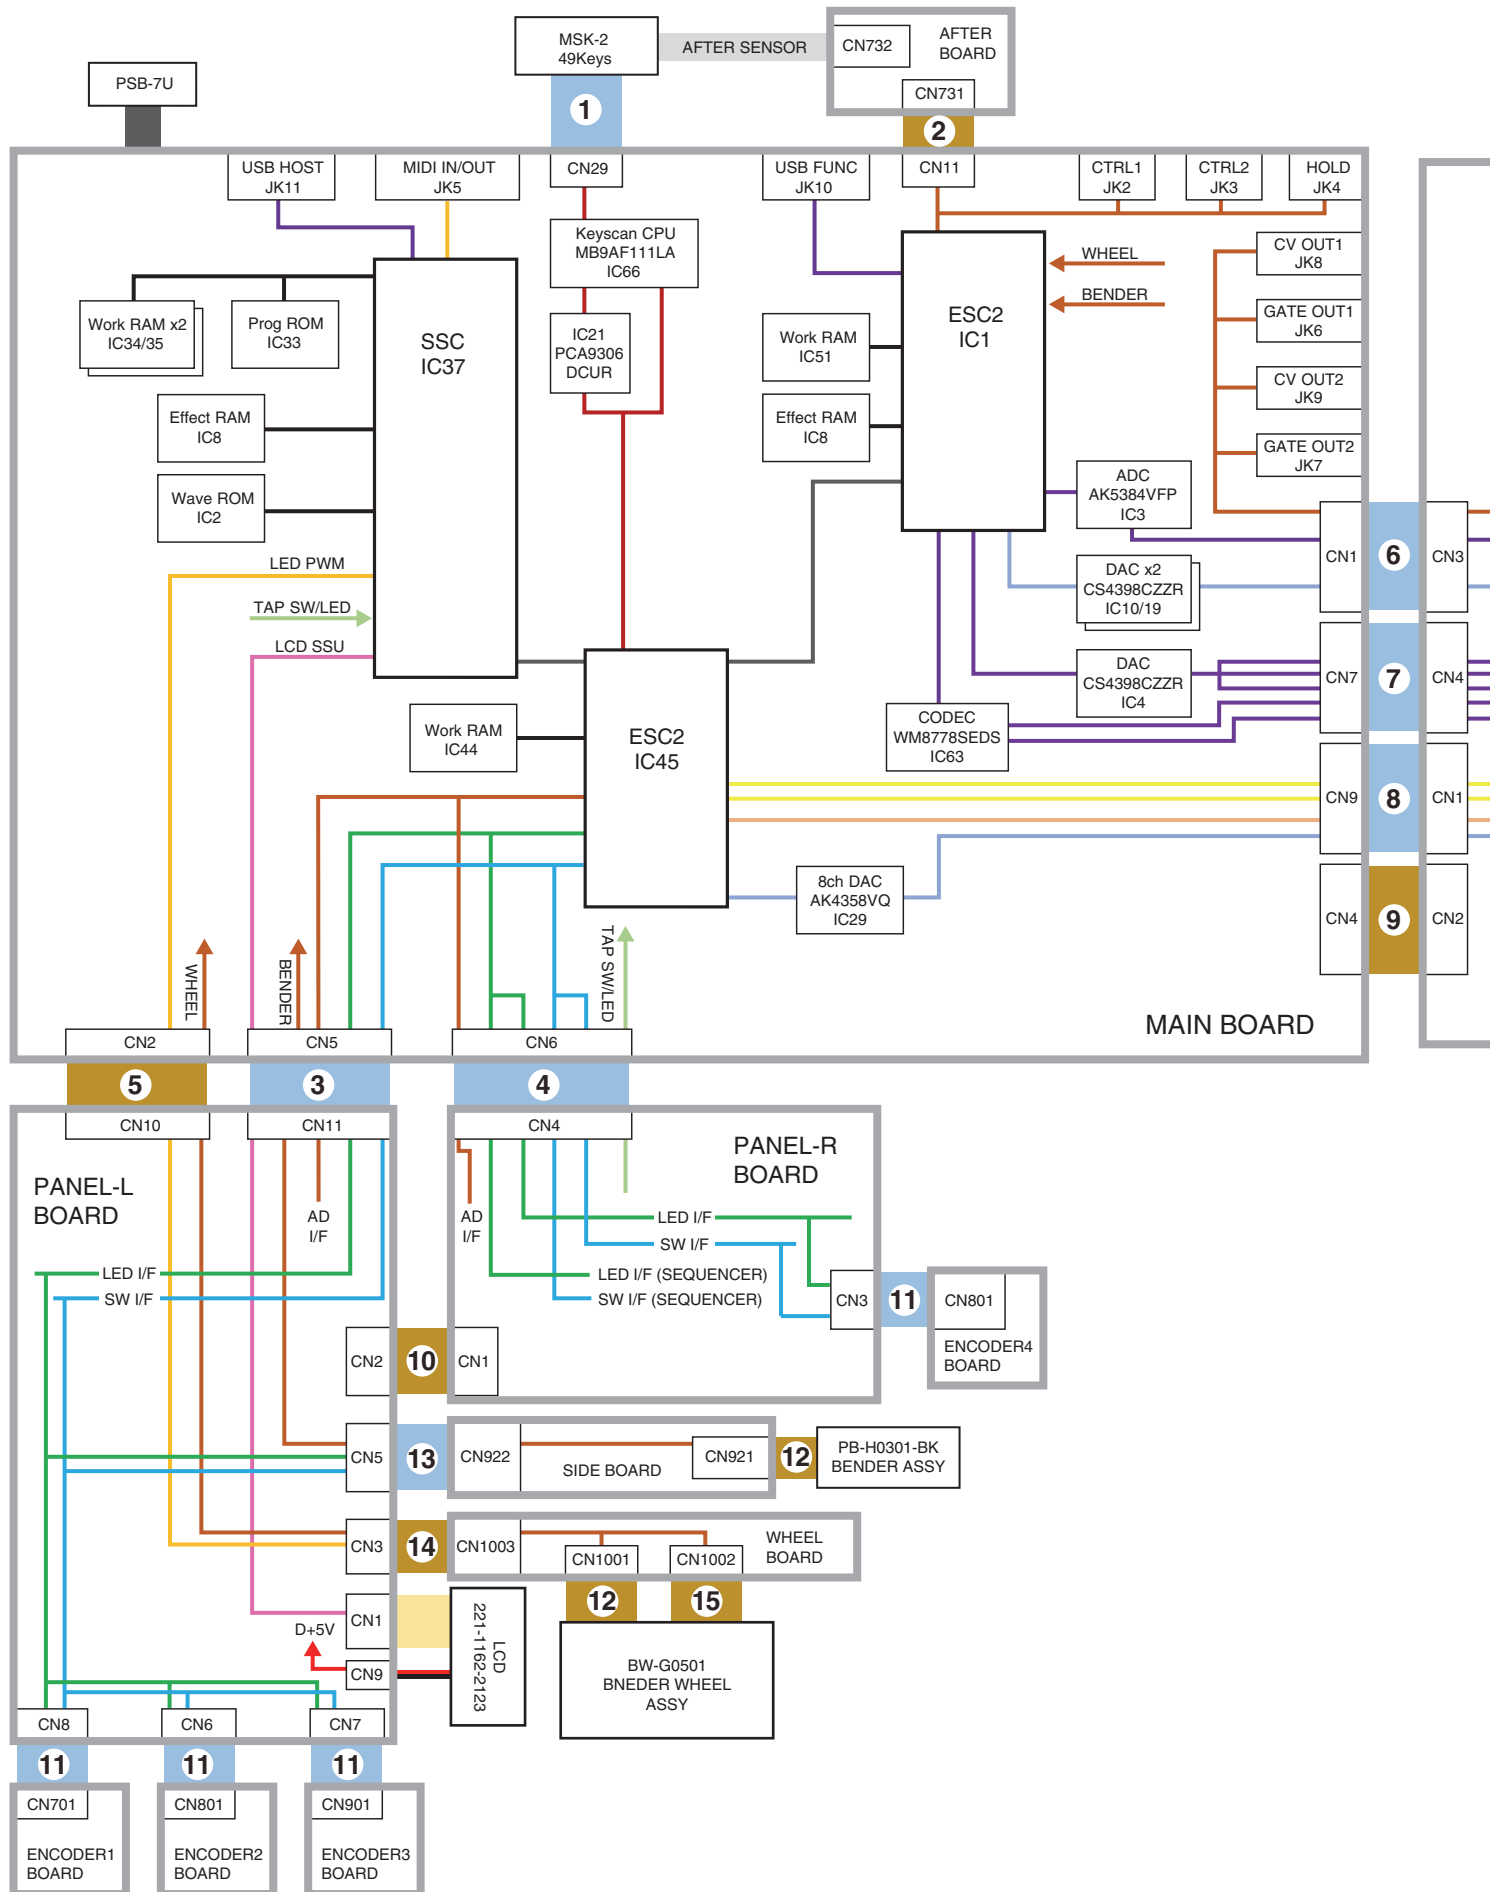 MSK-2
49Keys
AFTER SENSOR
CN732
AFTER
BOARD
PSB-7U
CN731
1
2
USB HOST
JK11
MIDI IN/OUT
JK5
CN29
USB FUNC
JK10
CN11
CTRL1
JK2
CTRL2
JK3
HOLD
JK4
Keyscan CPU
MB9AF111LA
IC66
WHEEL
BENDER
CV OUT1
JK8
GATE OUT1
JK6
CV OUT2
JK9
GATE OUT2
JK7
Work RAM x2
IC34/35
Prog ROM
IC33
SSC
IC37
IC21
PCA9306
DCUR
Work RAM
IC51
ESC2
IC1
Effect RAM
IC8
Effect RAM
IC8
Wave ROM
IC2
ADC
AK5384VFP
IC3
LED PWM
TAP SW/LED
LCD SSU
DAC x2
CS4398CZZR
IC10/19
CN1
6
CN3
DAC
CS4398CZZR
IC4
CN7
7
CN4
Work RAM
IC44
ESC2
IC45
CODEC
WM8778SEDS
IC63
CN9
8
CN1
8ch DAC
AK4358VQ
IC29
CN4
9
CN2
WHEEL
BENDER
TAP SW/LED
MAIN BOARD
CN2
CN5
CN6
5
3
4
CN10
CN11
CN4
PANEL-L
BOARD
PANEL-R
BOARD
AD
I/F
AD
I/F
LED I/F
SW I/F
LED I/F
SW I/F
LED I/F (SEQUENCER)
SW I/F (SEQUENCER)
CN3
11
CN801
ENCODER4
BOARD
CN2
10
CN1
CN5
13
CN922
SIDE BOARD
CN921
12
PB-H0301-BK
BENDER ASSY
CN3
14
CN1003
CN1001
CN1002
WHEEL
BOARD
12
15
D+5V
CN1
CN9
LCD
221-1162-2123
BW-G0501
BNEDER WHEEL
ASSY
CN8
CN6
CN7
11
11
11
CN701
CN801
CN901
ENCODER1
BOARD
ENCODER2
BOARD
ENCODER3
BOARD